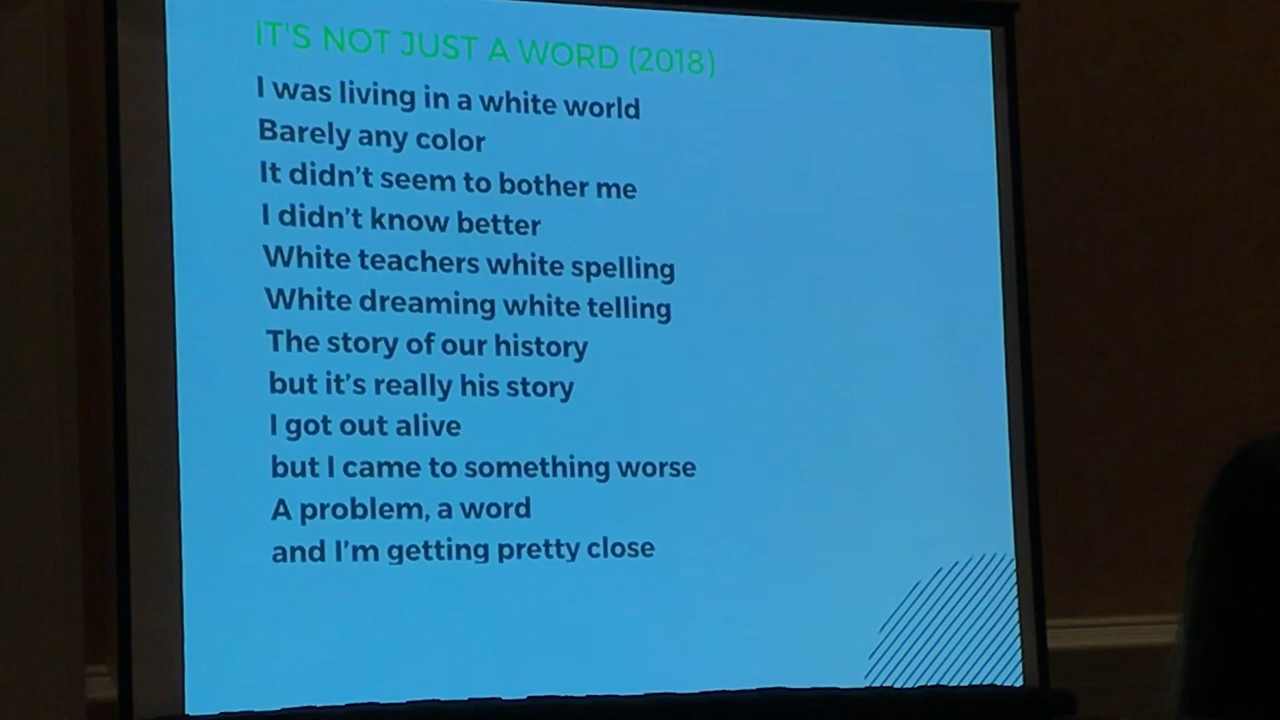 IT'S NOT JUST A WORD (2018)
I was living in a white world
Barely any color
It didn't seem to bother me
I didn't know better
White teachers white spelling
White dreaming white telling
The story of our history
but it's really his story
I got out alive
but I came to something worse
A problem, a word
and I'm getting pretty close